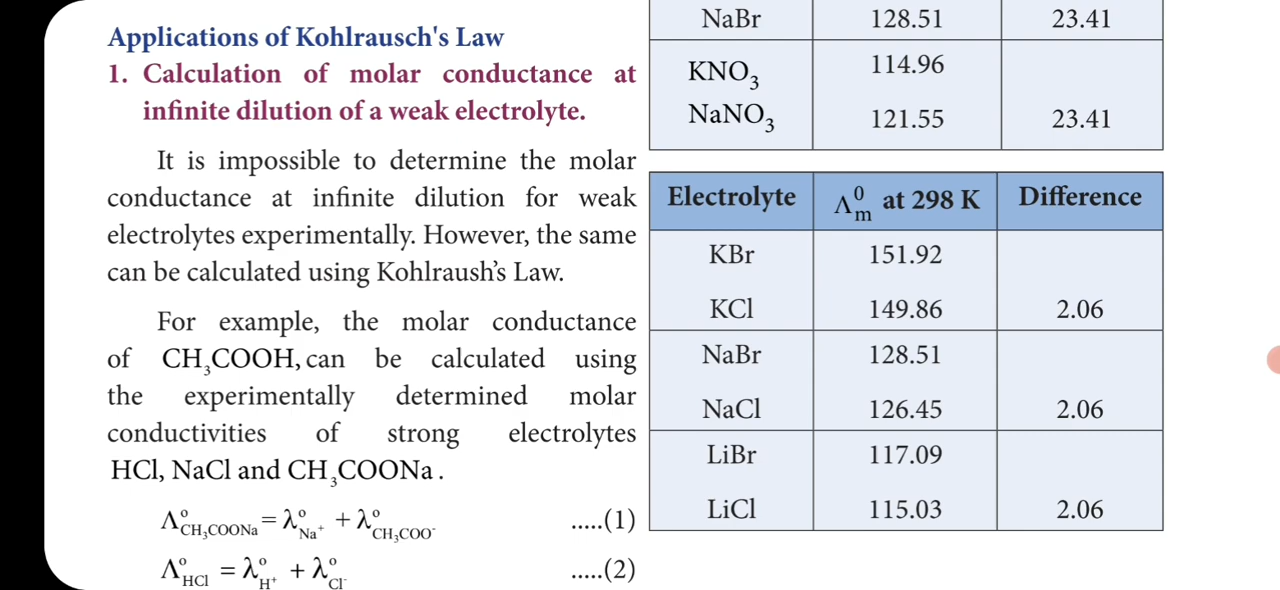 Applications of Kohlrausch's Law
1. Calculation of molar conductance at
infinite dilution of a weak electrolyte.
It is impossible to determine the molar
conductance at infinite dilution for weak
electrolytes experimentally. However, the same
can be calculated using Kohlraush’s Law.
For example, the molar conductance
of CH₃COOH, can be calculated using
the experimentally determined molar
conductivities of strong electrolytes
HCl, NaCl and CH₃COONa .
Λ°CH₃COONa = λ°Na⁺ + λ°CH₃COO⁻ .....(1)
Λ°HCl = λ°H⁺ + λ°Cl⁻ .....(2)
NaBr 128.51 23.41
KNO₃ 114.96
NaNO₃ 121.55 23.41
Electrolyte Λ⁰m at 298 K Difference
KBr 151.92
KCl 149.86 2.06
NaBr 128.51
NaCl 126.45 2.06
LiBr 117.09
LiCl 115.03 2.06